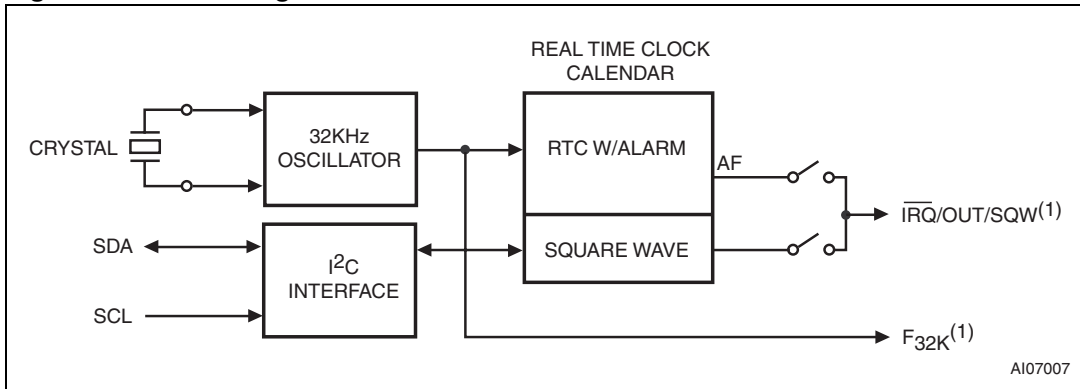 REAL TIME CLOCK
CALENDAR
CRYSTAL
32KHz
OSCILLATOR
RTC W/ALARM
AF
IRQ/OUT/SQW(1)
SDA
I2C
INTERFACE
SQUARE WAVE
SCL
F32K(1)
AI07007